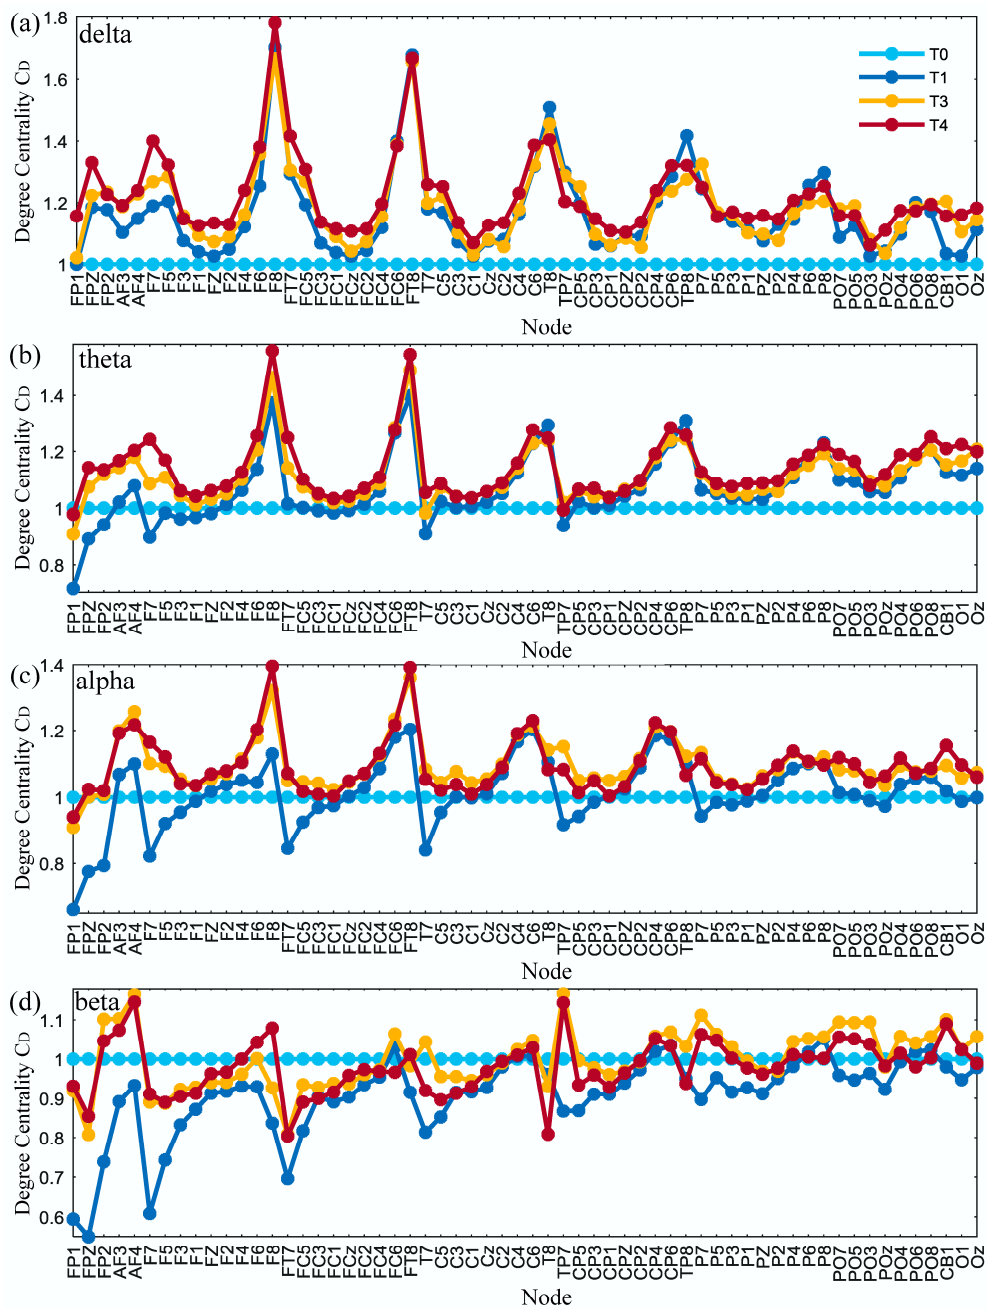 (a)
delta
Degree Centrality CD
1.8
1.6
1.4
1.2
1
T0
T1
T3
T4
FP1 FPZ FP2 AF3 AF4 F7 F5 F3 F1 FZ F2 F4 F6 F8 FT7 FC5 FC3 FC1 FCz FC2 FC4 FC6 FT8 T7 C5 C3 C1 Cz C2 C4 C6 T8 TP7 CP5 CP3 CP1 CPZ CP2 CP4 CP6 TP8 P7 P5 P3 P1 PZ P2 P4 P6 P8 PO7 PO5 PO3 POz PO4 PO6 PO8 CB1 O1 Oz
Node
(b)
theta
Degree Centrality CD
1.4
1.2
1
0.8
FP1 FPZ FP2 AF3 AF4 F7 F5 F3 F1 FZ F2 F4 F6 F8 FT7 FC5 FC3 FC1 FCz FC2 FC4 FC6 FT8 T7 C5 C3 C1 Cz C2 C4 C6 T8 TP7 CP5 CP3 CP1 CPZ CP2 CP4 CP6 TP8 P7 P5 P3 P1 PZ P2 P4 P6 P8 PO7 PO5 PO3 POz PO4 PO6 PO8 CB1 O1 Oz
Node
(c)
alpha
Degree Centrality CD
1.4
1.2
1
0.8
FP1 FPZ FP2 AF3 AF4 F7 F5 F3 F1 FZ F2 F4 F6 F8 FT7 FC5 FC3 FC1 FCz FC2 FC4 FC6 FT8 T7 C5 C3 C1 Cz C2 C4 C6 T8 TP7 CP5 CP3 CP1 CPZ CP2 CP4 CP6 TP8 P7 P5 P3 P1 PZ P2 P4 P6 P8 PO7 PO5 PO3 POz PO4 PO6 PO8 CB1 O1 Oz
Node
(d)
beta
Degree Centrality CD
1.1
1
0.9
0.8
0.7
0.6
FP1 FPZ FP2 AF3 AF4 F7 F5 F3 F1 FZ F2 F4 F6 F8 FT7 FC5 FC3 FC1 FCz FC2 FC4 FC6 FT8 T7 C5 C3 C1 Cz C2 C4 C6 T8 TP7 CP5 CP3 CP1 CPZ CP2 CP4 CP6 TP8 P7 P5 P3 P1 PZ P2 P4 P6 P8 PO7 PO5 PO3 POz PO4 PO6 PO8 CB1 O1 Oz
Node